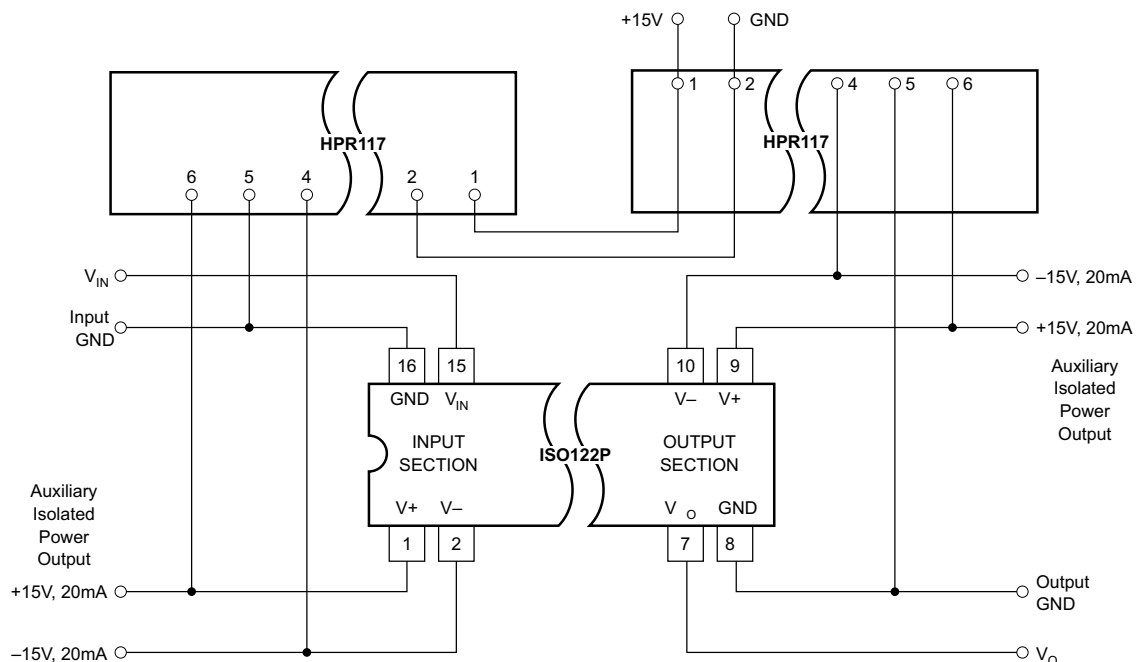 +15V GND
1 2 4 5 6
HPR117 HPR117
6 5 4 2 1
V_IN
–15V, 20mA
Input
GND
+15V, 20mA
16 15 10 9
GND V_IN V– V+
Auxiliary
Isolated
Power
Output
INPUT
SECTION
ISO122P
OUTPUT
SECTION
V+ V– V_O GND
1 2 7 8
Auxiliary
Isolated
Power
Output
+15V, 20mA
Output
GND
–15V, 20mA
V_O